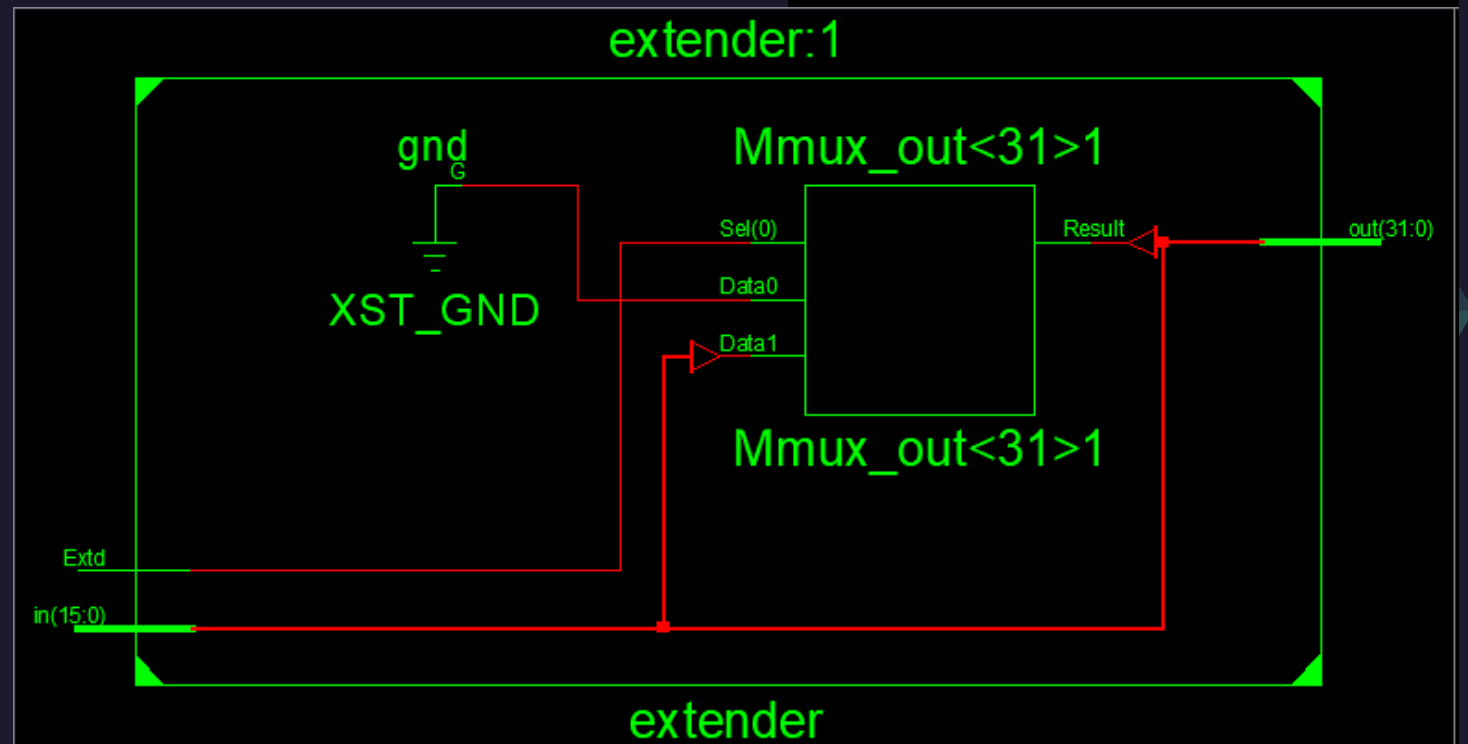 extender:1
gnd
G
XST_GND
Mmux_out<31>1
Sel(0)
Data0
Data1
Result
Mmux_out<31>1
out(31:0)
Extd
in(15:0)
extender